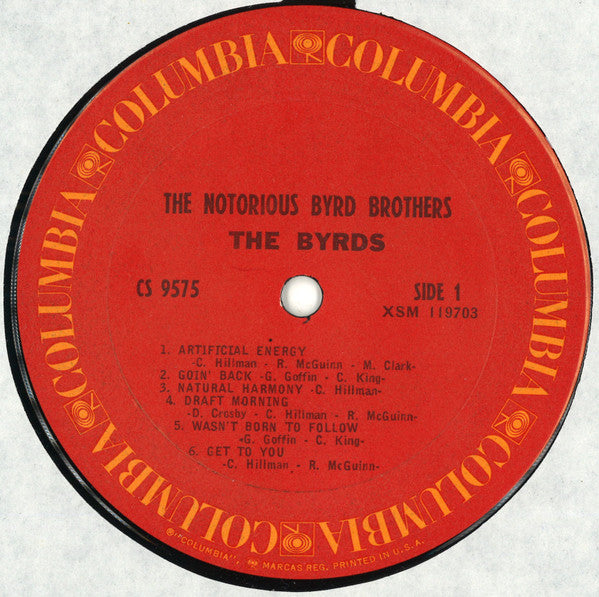 COLUMBIA COLUMBIA COLUMBIA COLUMBIA COLUMBIA COLUMBIA
THE NOTORIOUS BYRD BROTHERS
THE BYRDS
CS 9575
SIDE 1
XSM 119703
1. ARTIFICIAL ENERGY
-C. Hillman - R. McGuinn - M. Clark-
2. GOIN' BACK -G. Goffin - C. King-
3. NATURAL HARMONY -C. Hillman-
4. DRAFT MORNING
-D. Crosby - C. Hillman - R. McGuinn-
5. WASN'T BORN TO FOLLOW
-G. Goffin - C. King-
6. GET TO YOU
-C. Hillman - R. McGuinn-
® "COLUMBIA", MARCAS REG. PRINTED IN U.S.A.